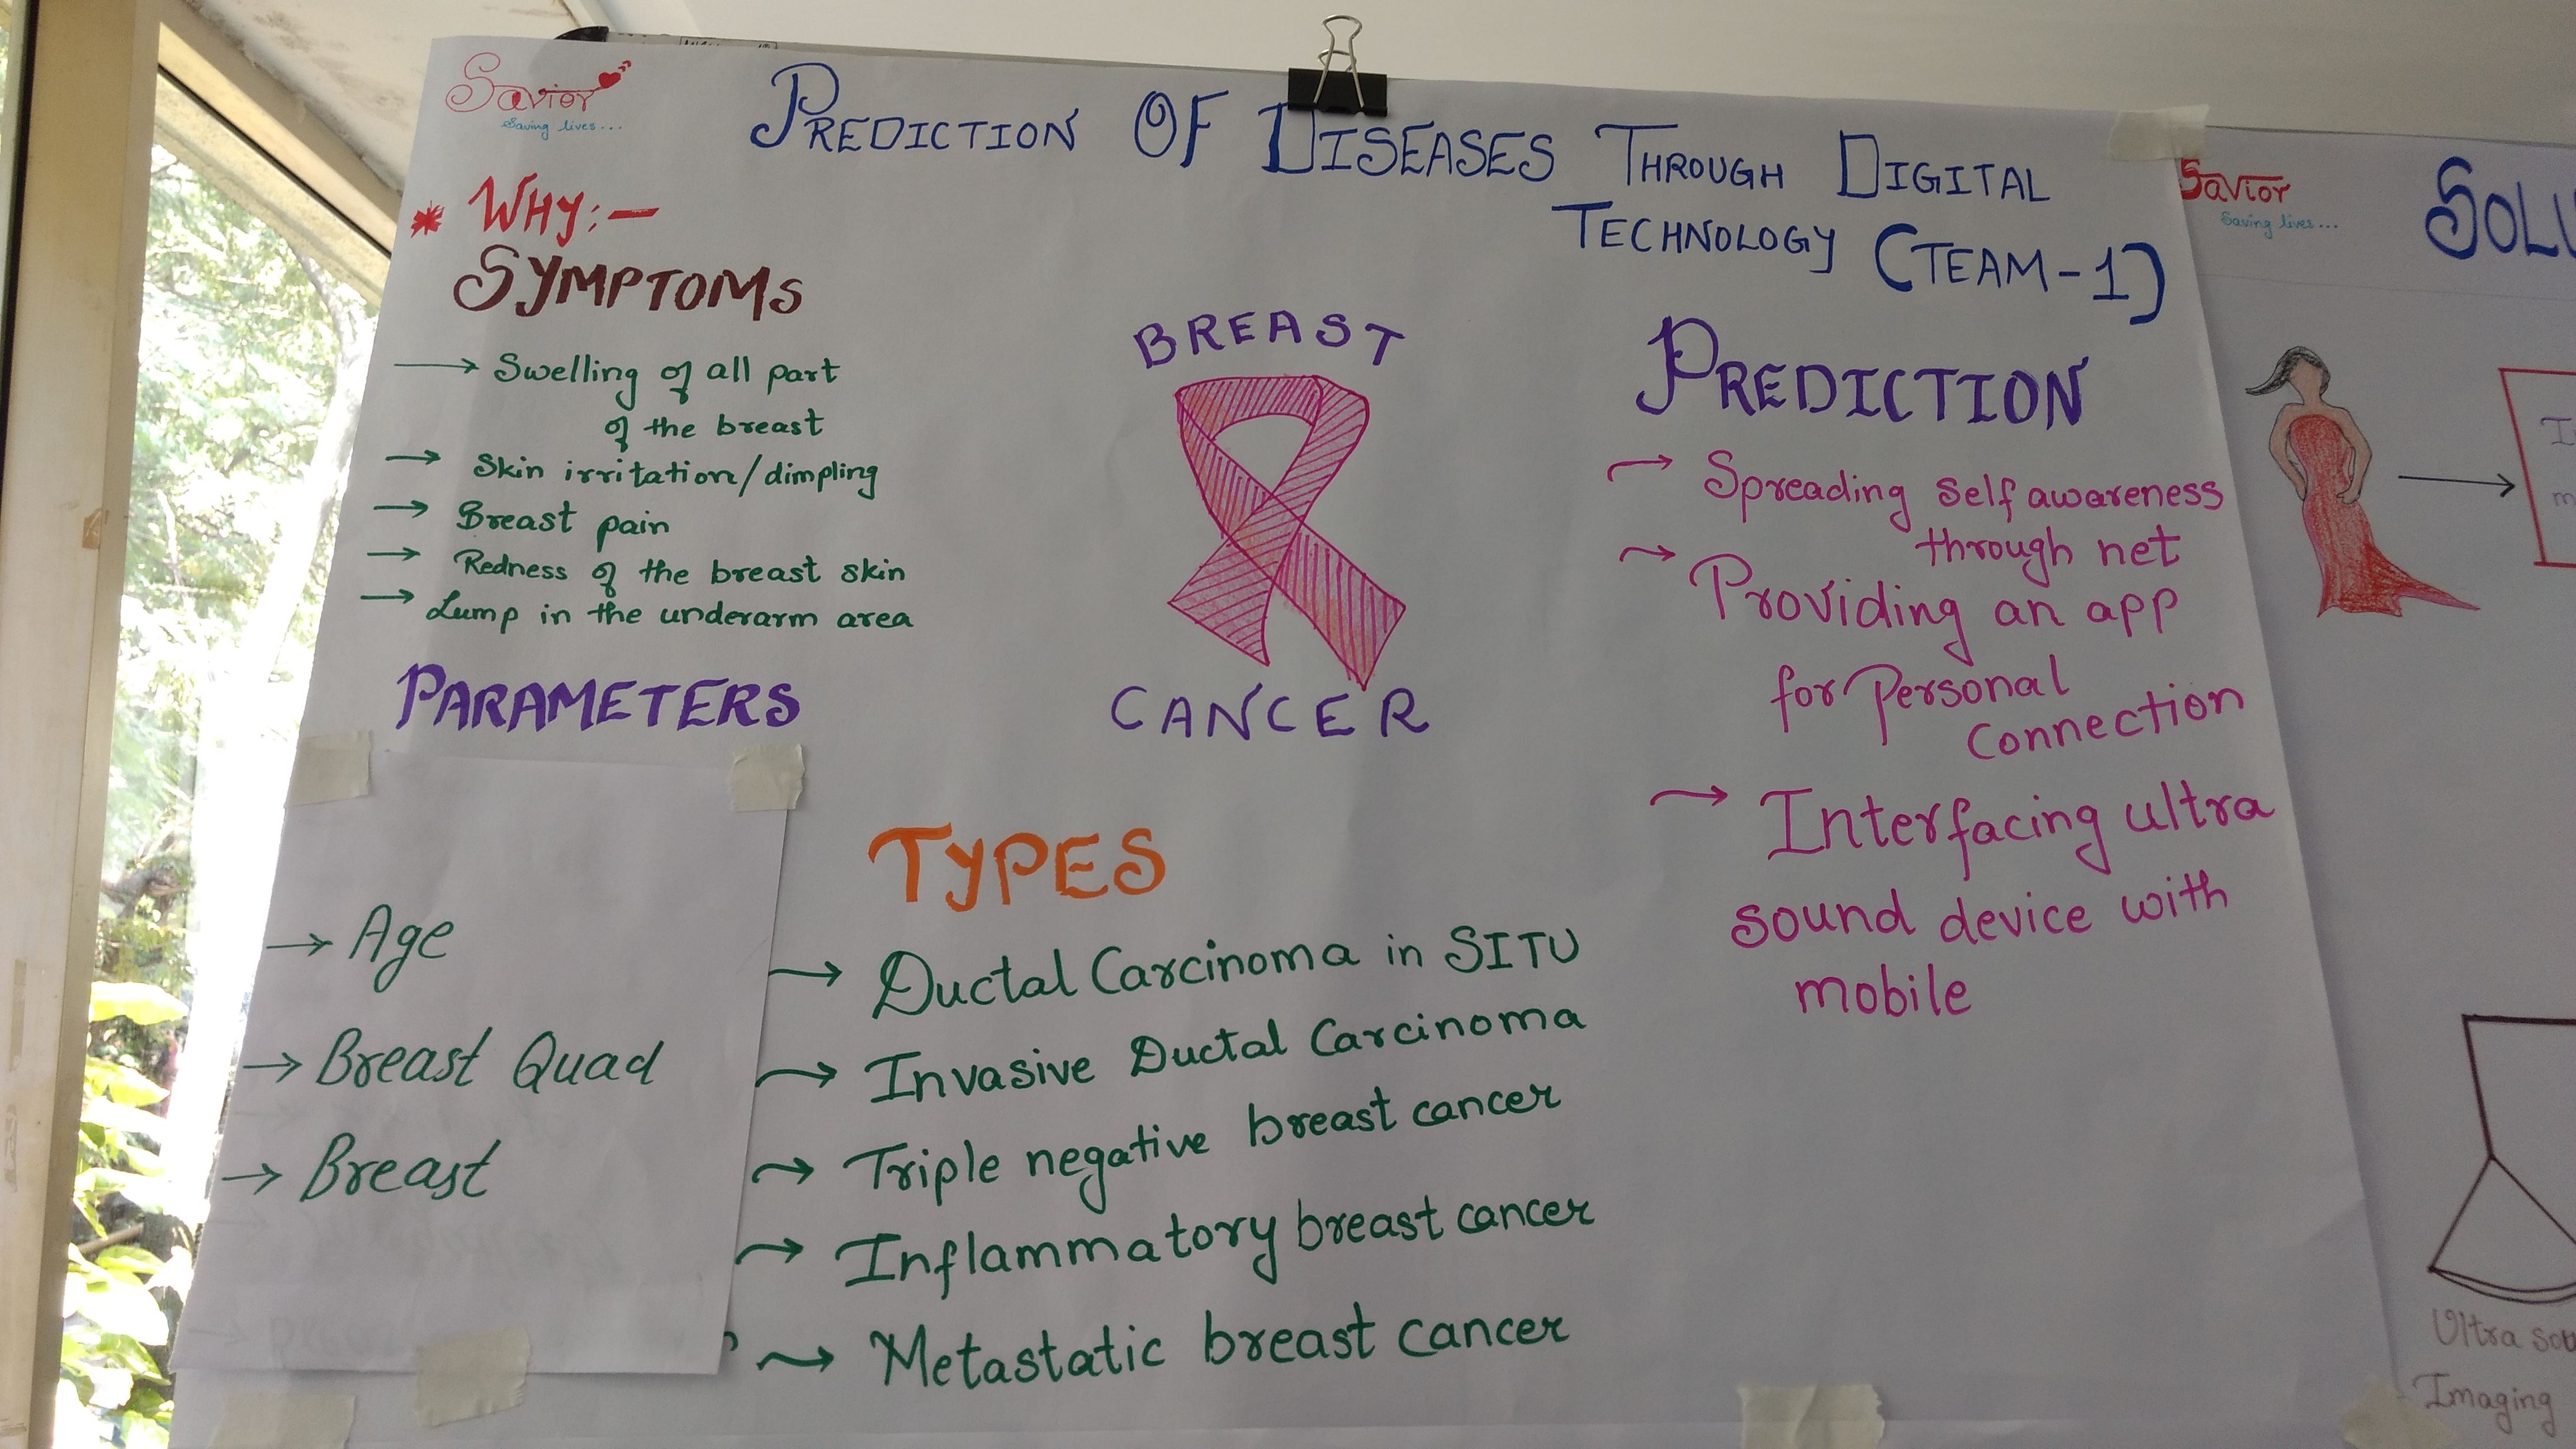 Savior
Saving lives...
PREDICTION OF DISEASES THROUGH DIGITAL
TECHNOLOGY (TEAM-1)
* WHY:-
SYMPTOMS
→ Swelling of all part
of the breast
→ Skin irritation/dimpling
→ Breast pain
→ Redness of the breast skin
→ Lump in the underarm area
PARAMETERS
→ Age
→ Breast Quad
→ Breast
BREAST
CANCER
TYPES
→ Ductal Carcinoma in SITU
→ Invasive Ductal Carcinoma
→ Triple negative breast cancer
→ Inflammatory breast cancer
→ Metastatic breast cancer
PREDICTION
→ Spreading self awareness
through net
→ Providing an app
for Personal
Connection
→ Interfacing ultra
sound device with
mobile
Savior
Saving lives...
SOLU
Ultra sou
Imaging